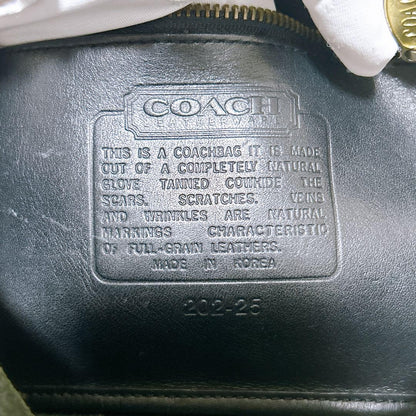 COACH
LEATHERWARE
THIS IS A COACHBAG IT IS MADE
OUT OF A COMPLETELY NATURAL
GLOVE TANNED COWHIDE THE
SCARS. SCRATCHES. VEINS
AND WRINKLES ARE NATURAL
MARKINGS CHARACTERISTIC
OF FULL-GRAIN LEATHERS.
MADE IN KOREA
202-25